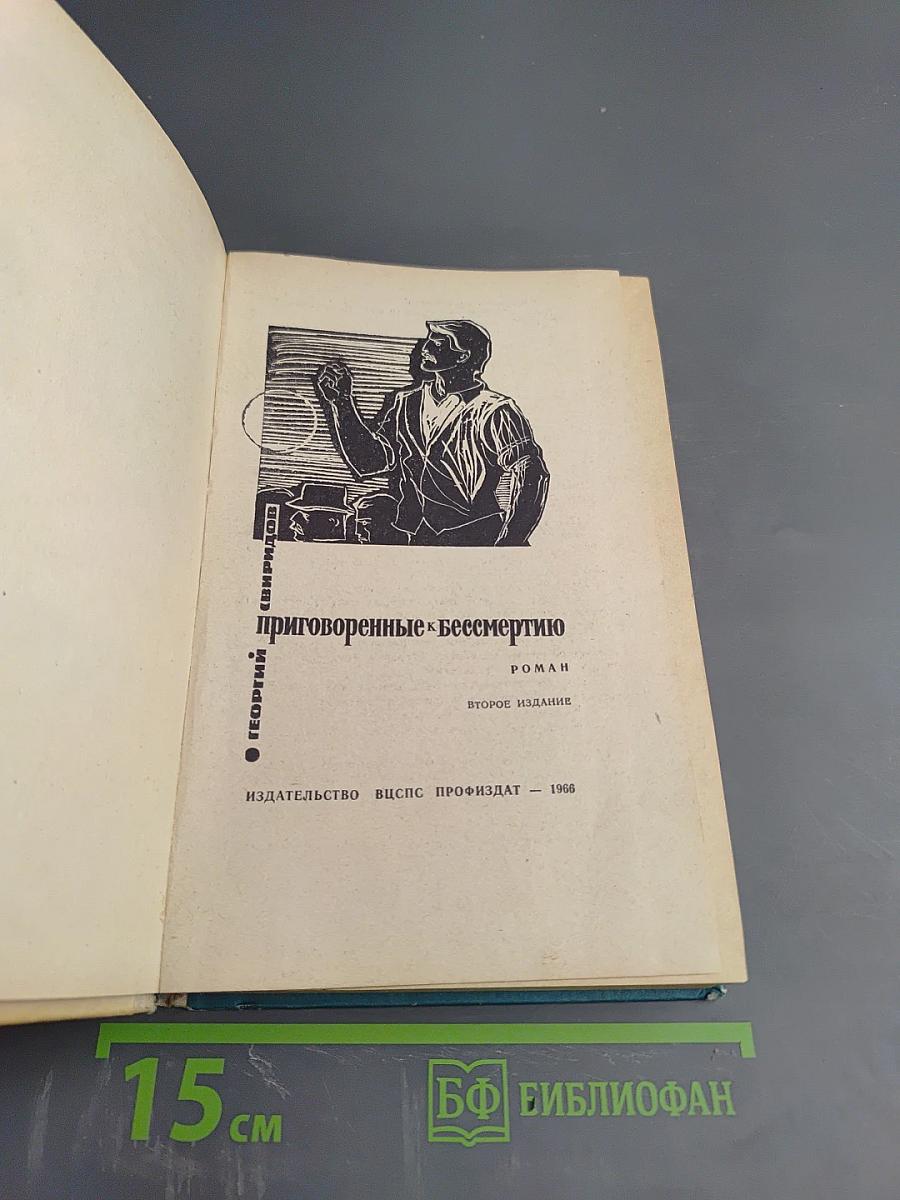 ГЕОРГИЙ СВИРИДОВ
приговоренные к бессмертию
РОМАН
ВТОРОЕ ИЗДАНИЕ
ИЗДАТЕЛЬСТВО ВЦСПС ПРОФИЗДАТ — 1966
15 см
БФ БИБЛИОФАН